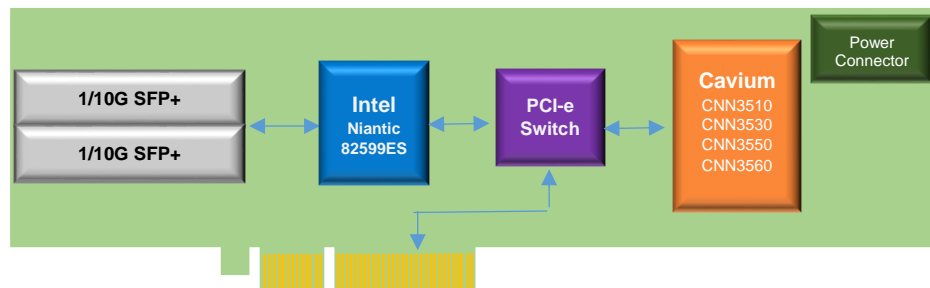 1/10G SFP+
1/10G SFP+
Intel
Niantic
82599ES
PCI-e
Switch
Cavium
CNN3510
CNN3530
CNN3550
CNN3560
Power
Connector